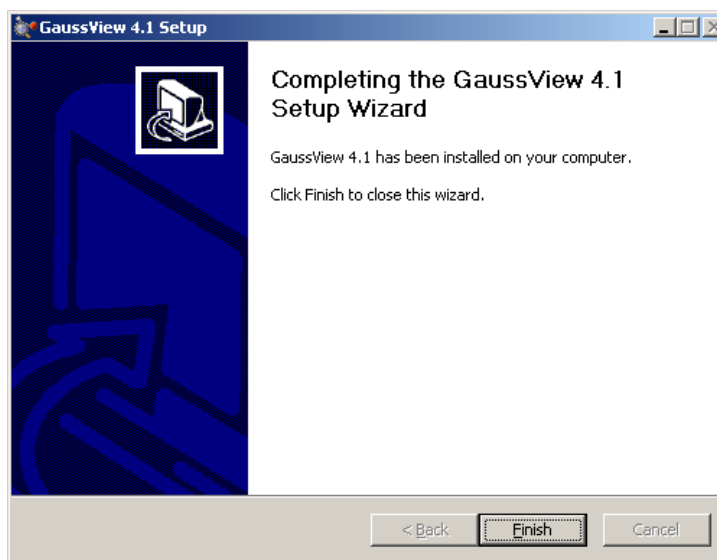 GaussView 4.1 Setup
Completing the GaussView 4.1
Setup Wizard
GaussView 4.1 has been installed on your computer.
Click Finish to close this wizard.
< Back
Finish
Cancel